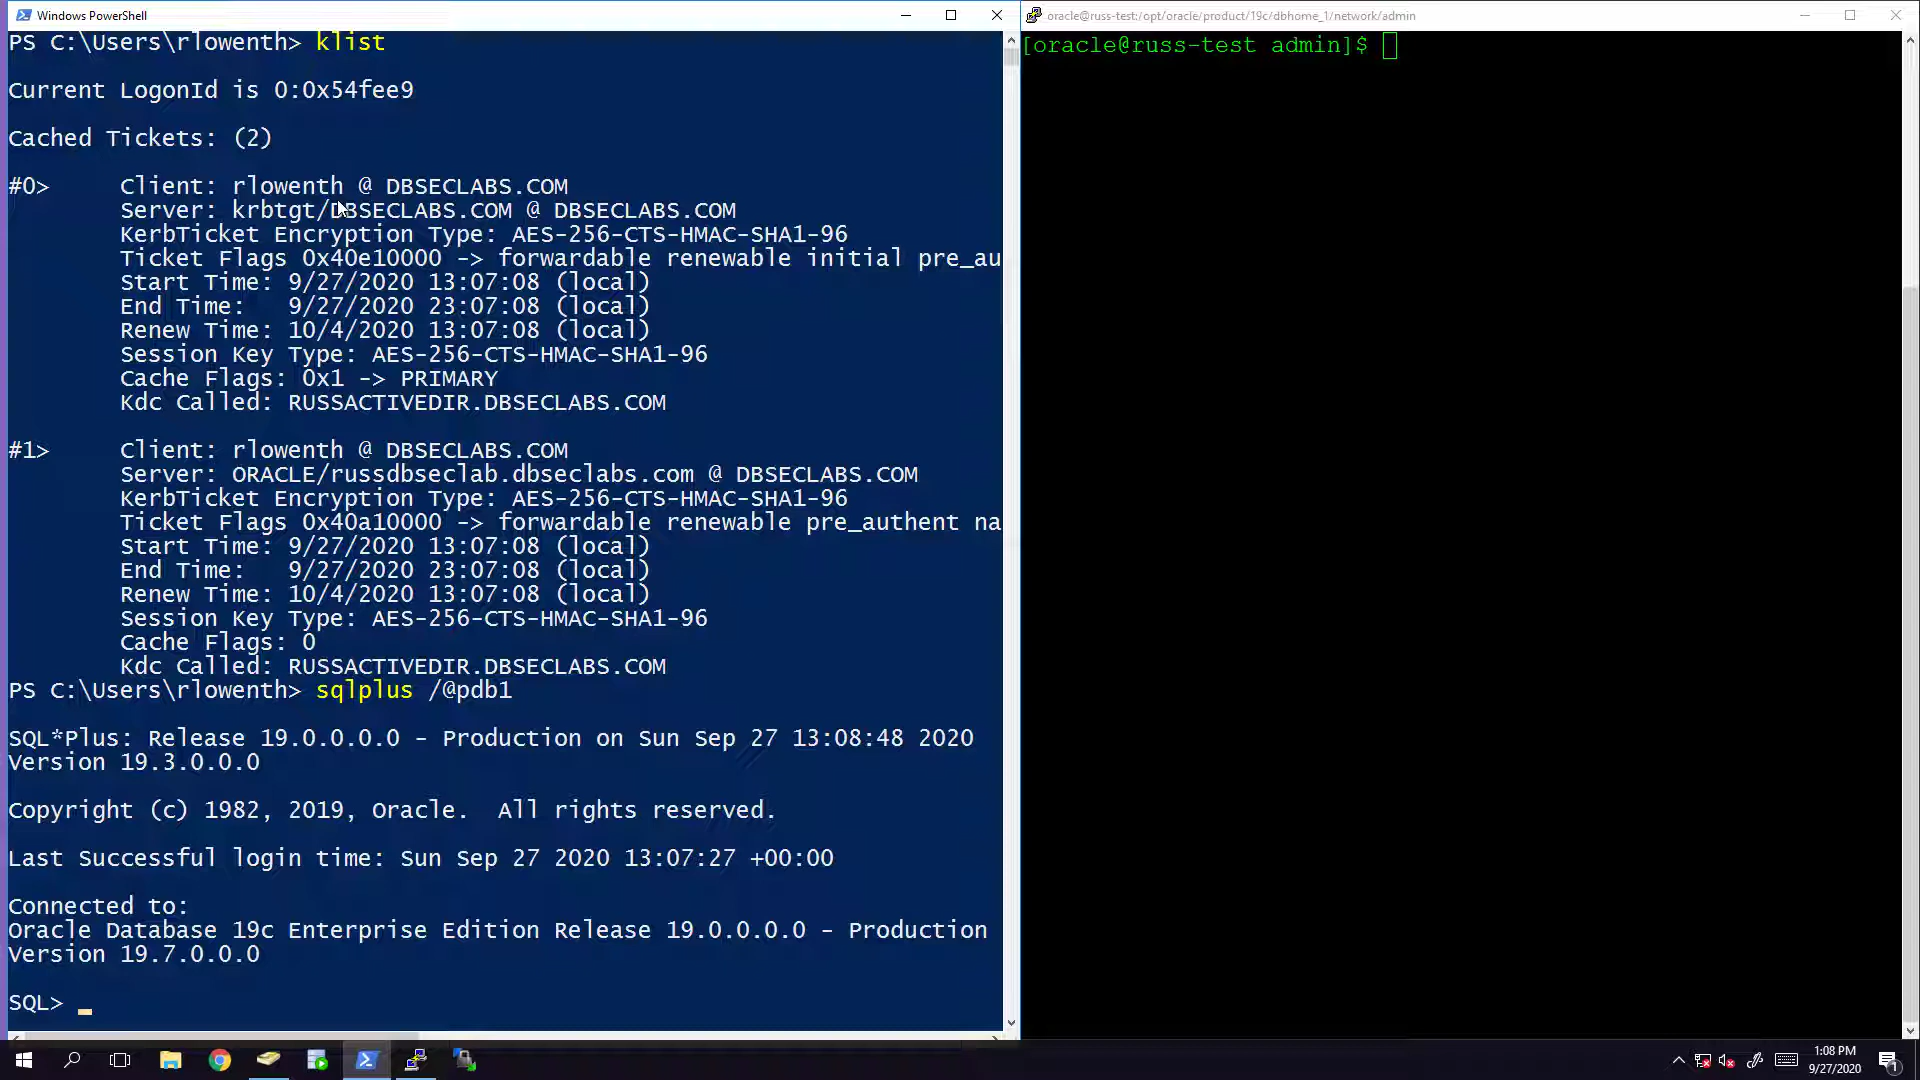 Windows PowerShell
PS C:\Users\rlowenth> klist
Current LogonId is 0:0x54fee9
Cached Tickets: (2)
#0>     Client: rlowenth @ DBSECLABS.COM
        Server: krbtgt/DBSECLABS.COM @ DBSECLABS.COM
        KerbTicket Encryption Type: AES-256-CTS-HMAC-SHA1-96
        Ticket Flags 0x40e10000 -> forwardable renewable initial pre_au
        Start Time: 9/27/2020 13:07:08 (local)
        End Time:   9/27/2020 23:07:08 (local)
        Renew Time: 10/4/2020 13:07:08 (local)
        Session Key Type: AES-256-CTS-HMAC-SHA1-96
        Cache Flags: 0x1 -> PRIMARY
        Kdc Called: RUSSACTIVEDIR.DBSECLABS.COM
#1>     Client: rlowenth @ DBSECLABS.COM
        Server: ORACLE/russdbseclab.dbseclabs.com @ DBSECLABS.COM
        KerbTicket Encryption Type: AES-256-CTS-HMAC-SHA1-96
        Ticket Flags 0x40a10000 -> forwardable renewable pre_authent na
        Start Time: 9/27/2020 13:07:08 (local)
        End Time:   9/27/2020 23:07:08 (local)
        Renew Time: 10/4/2020 13:07:08 (local)
        Session Key Type: AES-256-CTS-HMAC-SHA1-96
        Cache Flags: 0
        Kdc Called: RUSSACTIVEDIR.DBSECLABS.COM
PS C:\Users\rlowenth> sqlplus /@pdb1
SQL*Plus: Release 19.0.0.0.0 - Production on Sun Sep 27 13:08:48 2020
Version 19.3.0.0.0
Copyright (c) 1982, 2019, Oracle.  All rights reserved.
Last Successful login time: Sun Sep 27 2020 13:07:27 +00:00
Connected to:
Oracle Database 19c Enterprise Edition Release 19.0.0.0.0 - Production
Version 19.7.0.0.0
SQL>
oracle@russ-test:/opt/oracle/product/19c/dbhome_1/network/admin
[oracle@russ-test admin]$
1:08 PM
9/27/2020
1